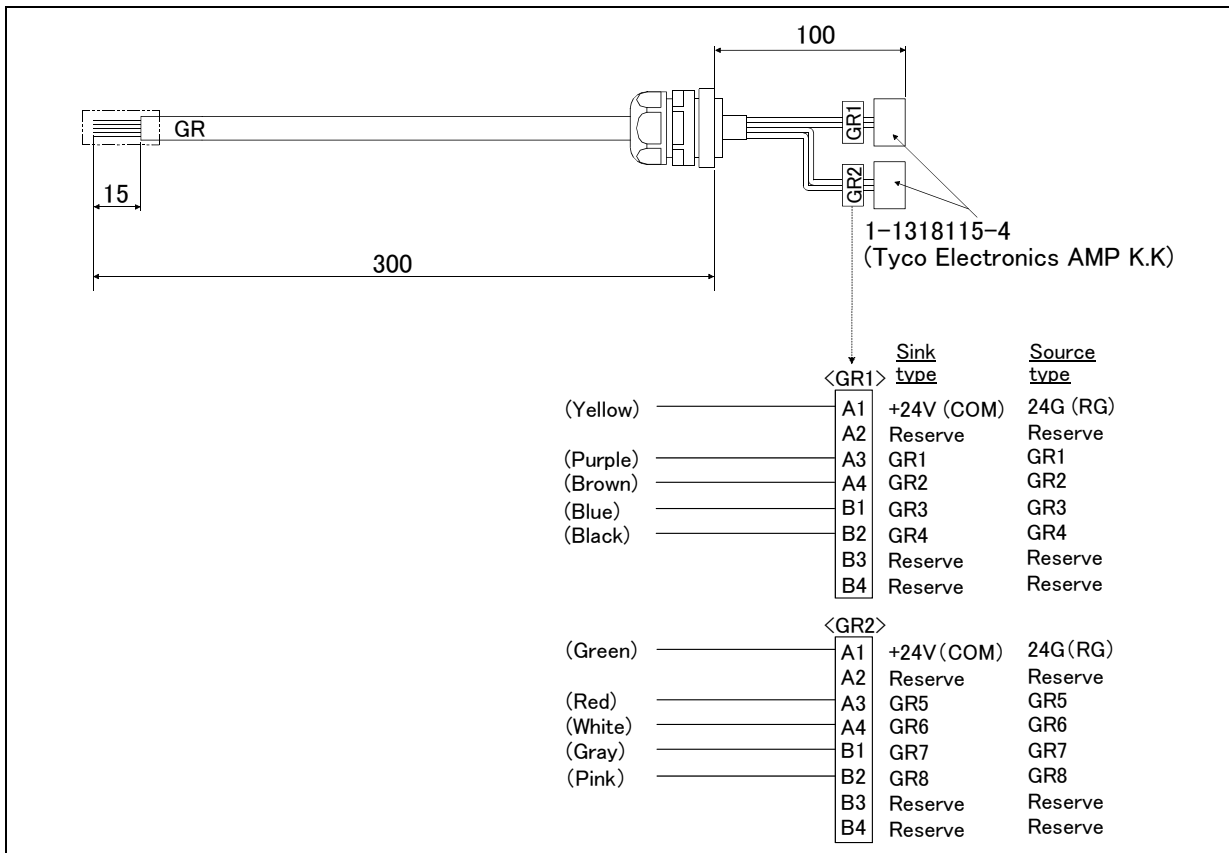 100
GR
GR1
GR2
15
1-1318115-4
(Tyco Electronics AMP K.K)
300
<GR1> Sink type Source type
(Yellow) A1 +24V (COM) 24G (RG)
A2 Reserve Reserve
(Purple) A3 GR1 GR1
(Brown) A4 GR2 GR2
(Blue) B1 GR3 GR3
(Black) B2 GR4 GR4
B3 Reserve Reserve
B4 Reserve Reserve
<GR2>
(Green) A1 +24V(COM) 24G(RG)
A2 Reserve Reserve
(Red) A3 GR5 GR5
(White) A4 GR6 GR6
(Gray) B1 GR7 GR7
(Pink) B2 GR8 GR8
B3 Reserve Reserve
B4 Reserve Reserve